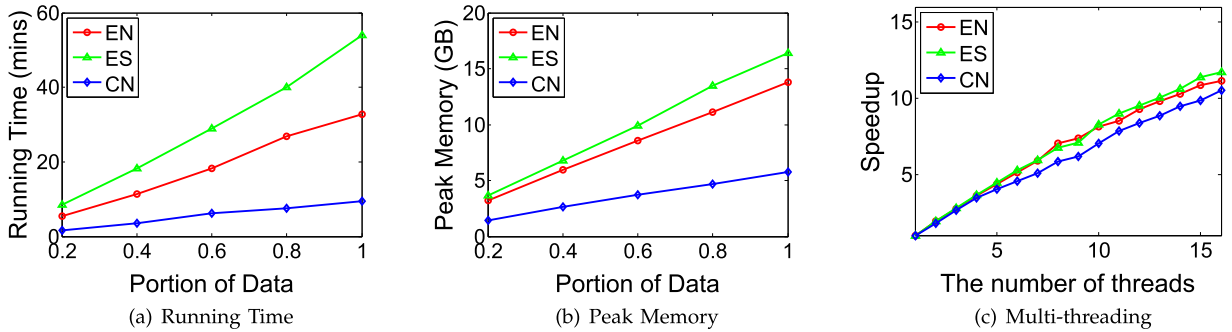 Running Time (mins)
60
40
20
0
0.2 0.4 0.6 0.8 1
EN
ES
CN
Portion of Data
(a) Running Time
Peak Memory (GB)
20
15
10
5
0
0.2 0.4 0.6 0.8 1
EN
ES
CN
Portion of Data
(b) Peak Memory
Speedup
15
10
5
5 10 15
EN
ES
CN
The number of threads
(c) Multi-threading